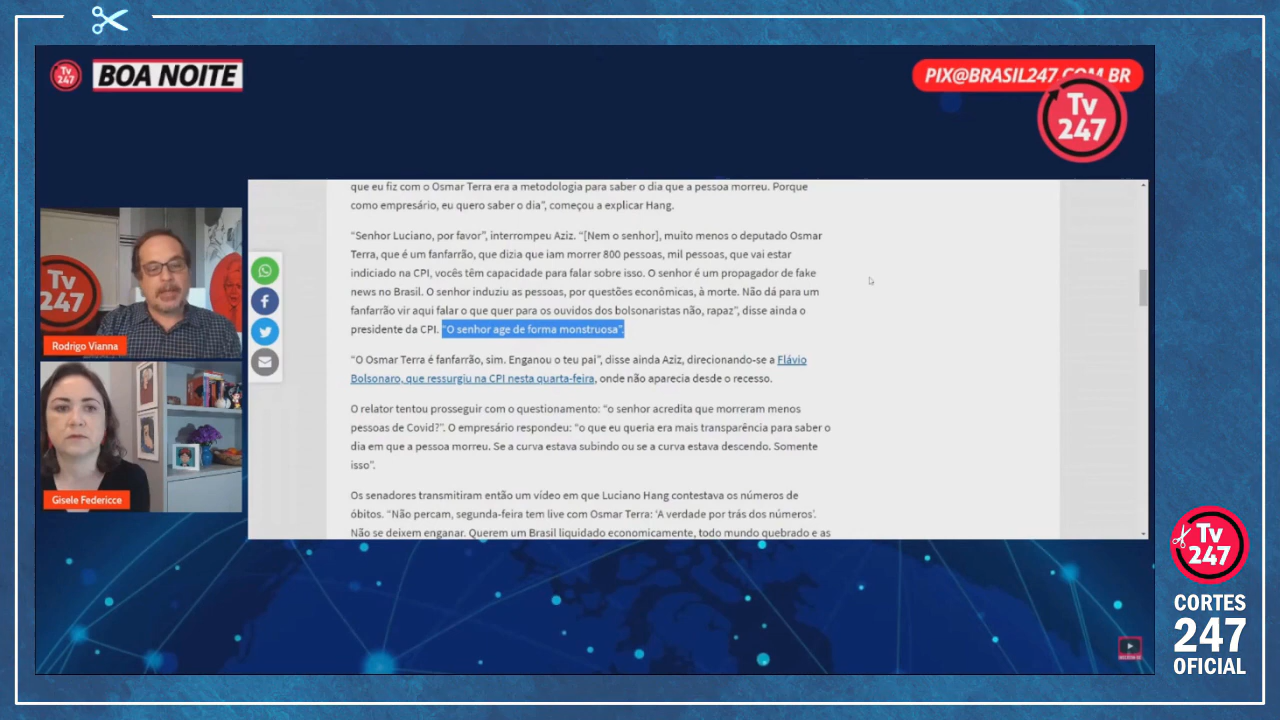 Tv
247
BOA NOITE
PIX@BRASIL247.COM.BR
Tv
247
que eu fiz com o Osmar Terra era a metodologia para saber o dia que a pessoa morreu. Porque
como empresário, eu quero saber o dia”, começou a explicar Hang.
“Senhor Luciano, por favor”, interrompeu Aziz. “[Nem o senhor], muito menos o deputado Osmar
Terra, que é um fanfarrão, que dizia que iam morrer 800 pessoas, mil pessoas, que vai estar
indiciado na CPI, vocês têm capacidade para falar sobre isso. O senhor é um propagador de fake
news no Brasil. O senhor induziu as pessoas, por questões econômicas, à morte. Não dá para um
fanfarrão vir aqui falar o que quer para os ouvidos dos bolsonaristas não, rapaz”, disse ainda o
presidente da CPI. “O senhor age de forma monstruosa”.
“O Osmar Terra é fanfarrão, sim. Enganou o teu pai”, disse ainda Aziz, direcionando-se a Flávio
Bolsonaro, que ressurgiu na CPI nesta quarta-feira, onde não aparecia desde o recesso.
O relator tentou prosseguir com o questionamento: “o senhor acredita que morreram menos
pessoas de Covid?”. O empresário respondeu: “o que eu queria era mais transparência para saber o
dia em que a pessoa morreu. Se a curva estava subindo ou se a curva estava descendo. Somente
isso”.
Os senadores transmitiram então um vídeo em que Luciano Hang contestava os números de
óbitos. “Não percam, segunda-feira tem live com Osmar Terra: ‘A verdade por trás dos números’.
Não se deixem enganar. Querem um Brasil liquidado economicamente, todo mundo quebrado e as
Tv
247
Rodrigo Vianna
Gisele Federicce
Tv
247
CORTES
247
OFICIAL